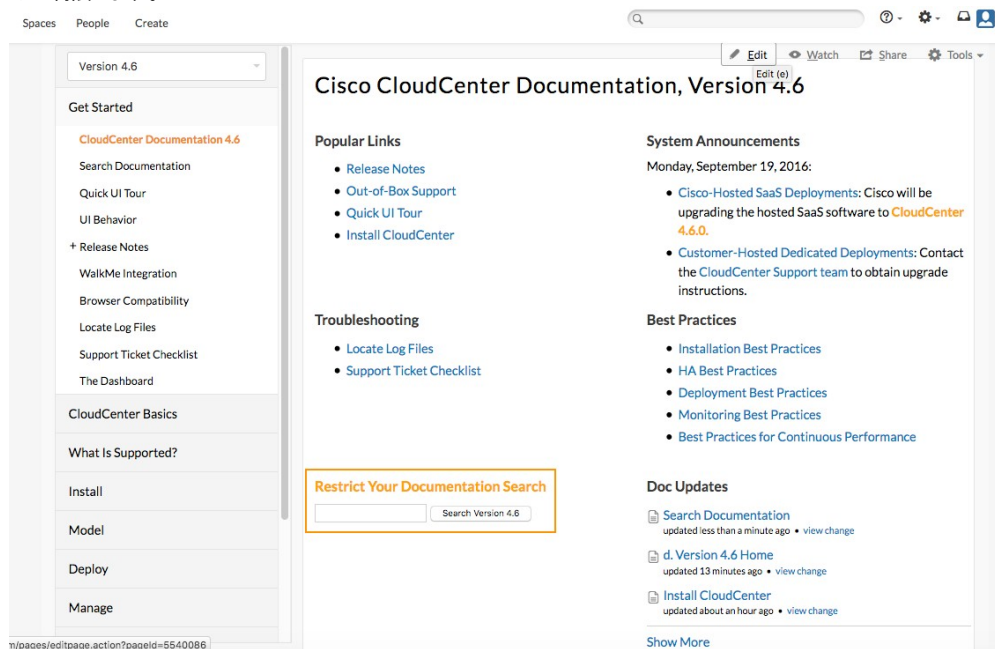 Spaces People Create
Version 4.6
Get Started
CloudCenter Documentation 4.6
Search Documentation
Quick UI Tour
UI Behavior
+ Release Notes
WalkMe Integration
Browser Compatibility
Locate Log Files
Support Ticket Checklist
The Dashboard
CloudCenter Basics
What Is Supported?
Install
Model
Deploy
Manage
Edit Watch Share Tools
Edit (e)
Cisco CloudCenter Documentation, Version 4.6
Popular Links
• Release Notes
• Out-of-Box Support
• Quick UI Tour
• Install CloudCenter
System Announcements
Monday, September 19, 2016:
• Cisco-Hosted SaaS Deployments: Cisco will be
upgrading the hosted SaaS software to CloudCenter
4.6.0.
• Customer-Hosted Dedicated Deployments: Contact
the CloudCenter Support team to obtain upgrade
instructions.
Troubleshooting
• Locate Log Files
• Support Ticket Checklist
Best Practices
• Installation Best Practices
• HA Best Practices
• Deployment Best Practices
• Monitoring Best Practices
• Best Practices for Continuous Performance
Restrict Your Documentation Search
Search Version 4.6
Doc Updates
Search Documentation
updated less than a minute ago • view change
d. Version 4.6 Home
updated 13 minutes ago • view change
Install CloudCenter
updated about an hour ago • view change
Show More
m/pages/editpage.action?pageId=5540086